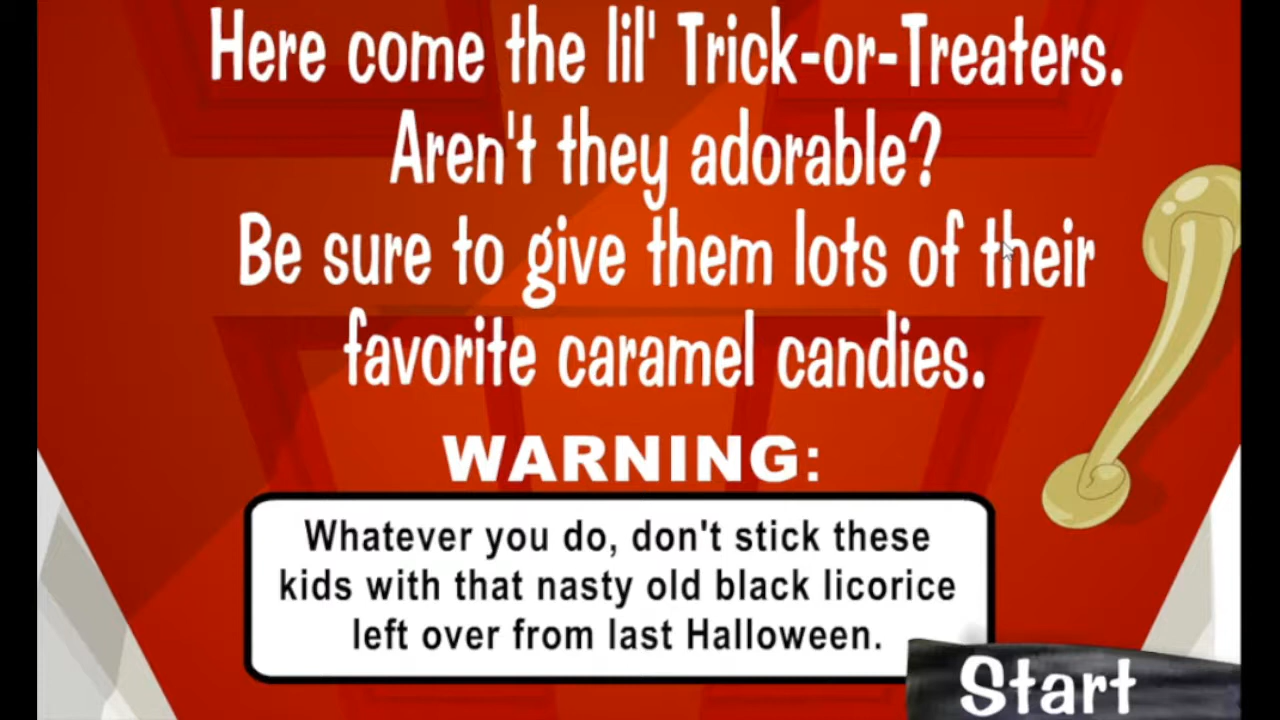 Here come the lil' Trick-or-Treaters.
Aren't they adorable?
Be sure to give them lots of their
favorite caramel candies.
WARNING:
Whatever you do, don't stick these
kids with that nasty old black licorice
left over from last Halloween.
Start